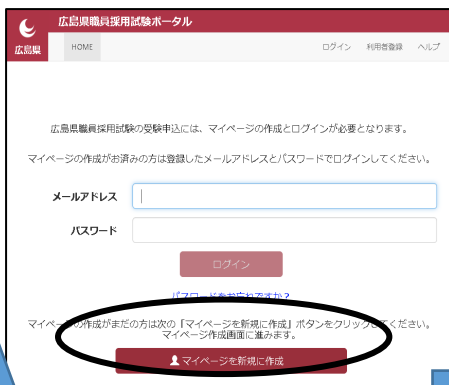 広島県職員採用試験ポータル
広島県
HOME
ログイン 利用者登録 ヘルプ
広島県職員採用試験の受験申込には、マイページの作成とログインが必要となります。
マイページの作成がお済みの方は登録したメールアドレスとパスワードでログインしてください。
メールアドレス
パスワード
ログイン
パスワードをお忘れですか？
マイページの作成がまだの方は次の『マイページを新規に作成』ボタンをクリックしてください。
マイページ作成画面に進みます。
マイページを新規に作成